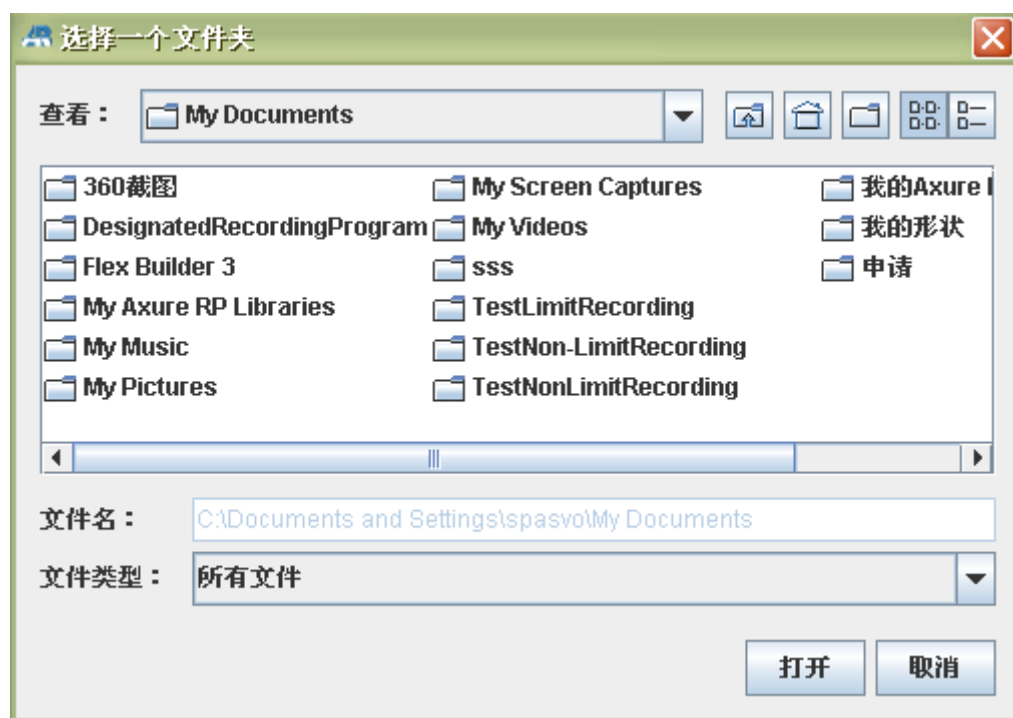 选择一个文件夹
查看： My Documents
360截图 My Screen Captures 我的Axure
DesignatedRecordingProgram My Videos 我的形状
Flex Builder 3 sss 申请
My Axure RP Libraries TestLimitRecording
My Music TestNon-LimitRecording
My Pictures TestNonLimitRecording
文件名： C:\Documents and Settings\spasvo\My Documents
文件类型： 所有文件
打开 取消